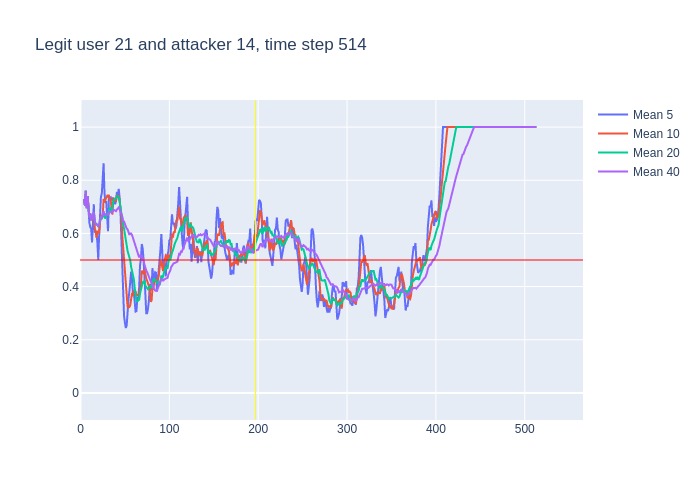 Legit user 21 and attacker 14, time step 514
Mean 5
Mean 10
Mean 20
Mean 40
1
0.8
0.6
0.4
0.2
0
0 100 200 300 400 500